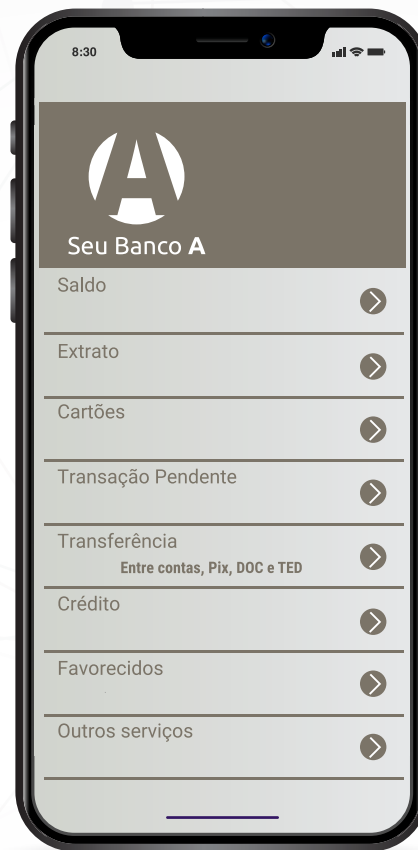 8:30
Seu Banco A
Saldo
Extrato
Cartões
Transação Pendente
Transferência
Entre contas, Pix, DOC e TED
Crédito
Favorecidos
Outros serviços